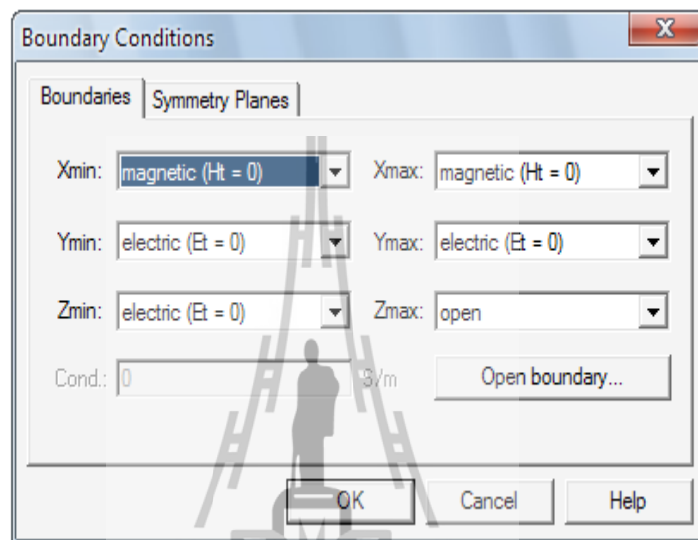 Boundary Conditions
Boundaries Symmetry Planes
Xmin: magnetic (Ht = 0) Xmax: magnetic (Ht = 0)
Ymin: electric (Et = 0) Ymax: electric (Et = 0)
Zmin: electric (Et = 0) Zmax: open
Cond.: 0 S/m Open boundary...
OK Cancel Help